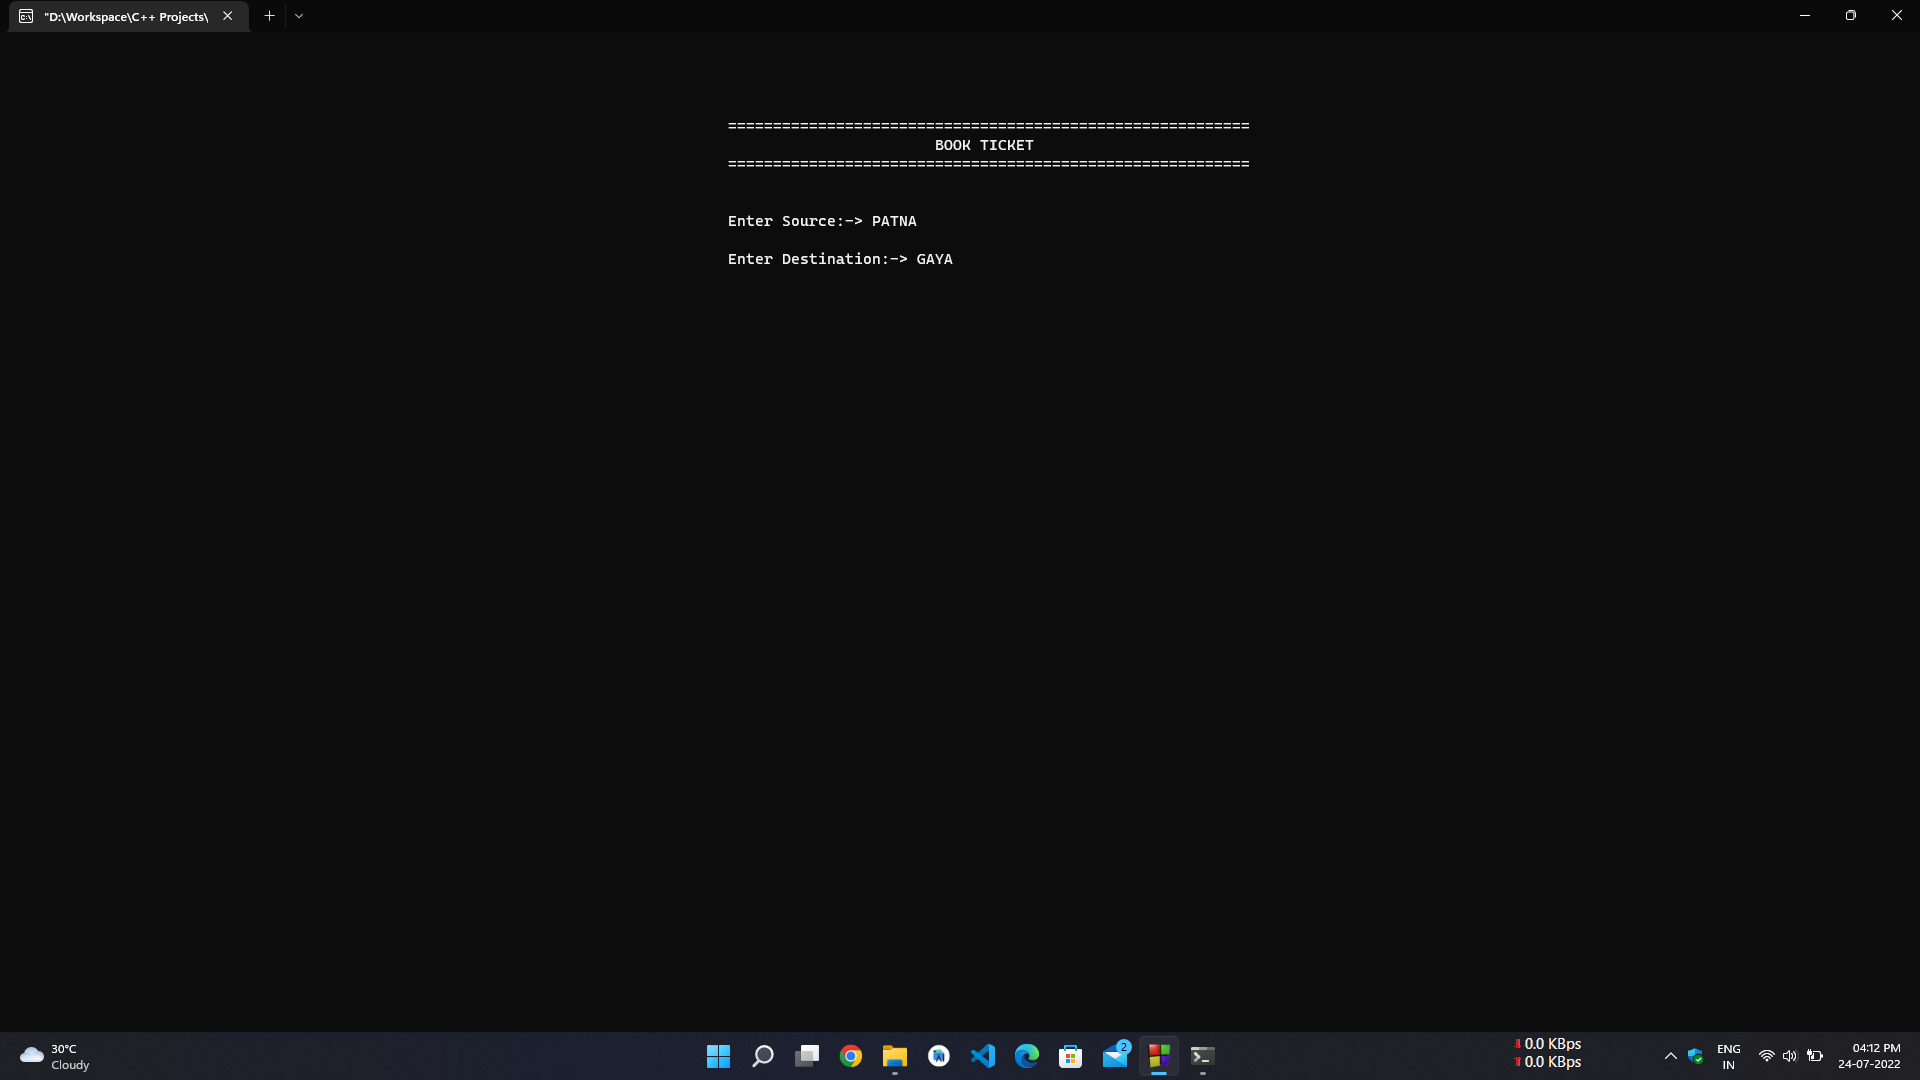 "D:\Workspace\C++ Projects\
==========================================================
BOOK TICKET
==========================================================
Enter Source:-> PATNA
Enter Destination:-> GAYA
30°C
Cloudy
2
0.0 KBps
0.0 KBps
ENG
IN
04:12 PM
24-07-2022